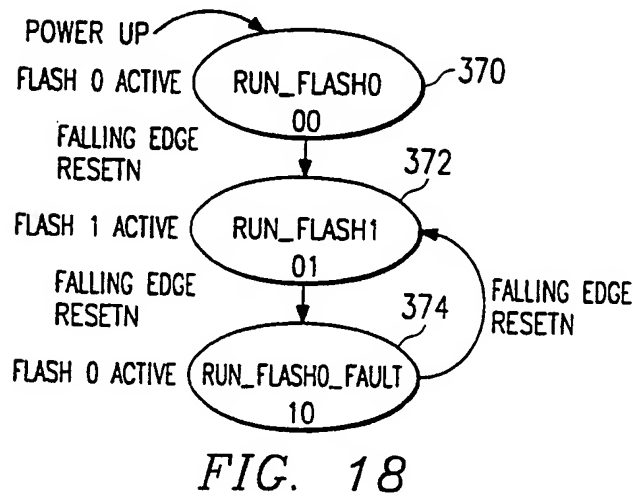 POWER UP
FLASH 0 ACTIVE
RUN_FLASH0
00
370
FALLING EDGE
RESETN
372
FLASH 1 ACTIVE
RUN_FLASH1
01
FALLING EDGE
RESETN
FALLING EDGE
RESETN
374
FLASH 0 ACTIVE
RUN_FLASH0_FAULT
10
FIG. 18